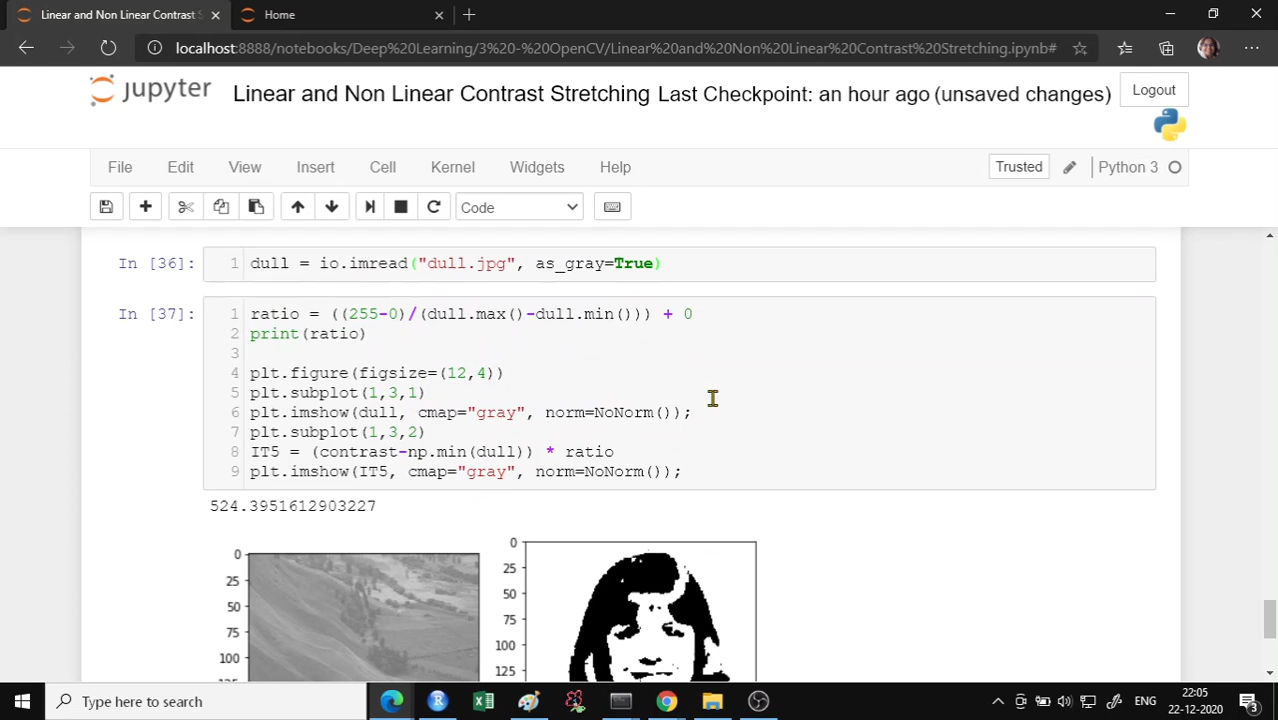 Linear and Non Linear Contrast S
Home
localhost:8888/notebooks/Deep%20Learning/3%20-%20OpenCV/Linear%20and%20Non%20Linear%20Contrast%20Stretching.ipynb#
jupyter Linear and Non Linear Contrast Stretching Last Checkpoint: an hour ago (unsaved changes) Logout
File Edit View Insert Cell Kernel Widgets Help Trusted Python 3
Code
In [36]: 1 dull = io.imread("dull.jpg", as_gray=True)
In [37]: 1 ratio = ((255-0)/(dull.max()-dull.min())) + 0
2 print(ratio)
3
4 plt.figure(figsize=(12,4))
5 plt.subplot(1,3,1)
6 plt.imshow(dull, cmap="gray", norm=NoNorm());
7 plt.subplot(1,3,2)
8 IT5 = (contrast-np.min(dull)) * ratio
9 plt.imshow(IT5, cmap="gray", norm=NoNorm());
524.3951612903227
0
25
50
75
100
0
25
50
75
100
125
Type here to search
ENG
22:05
22-12-2020
3